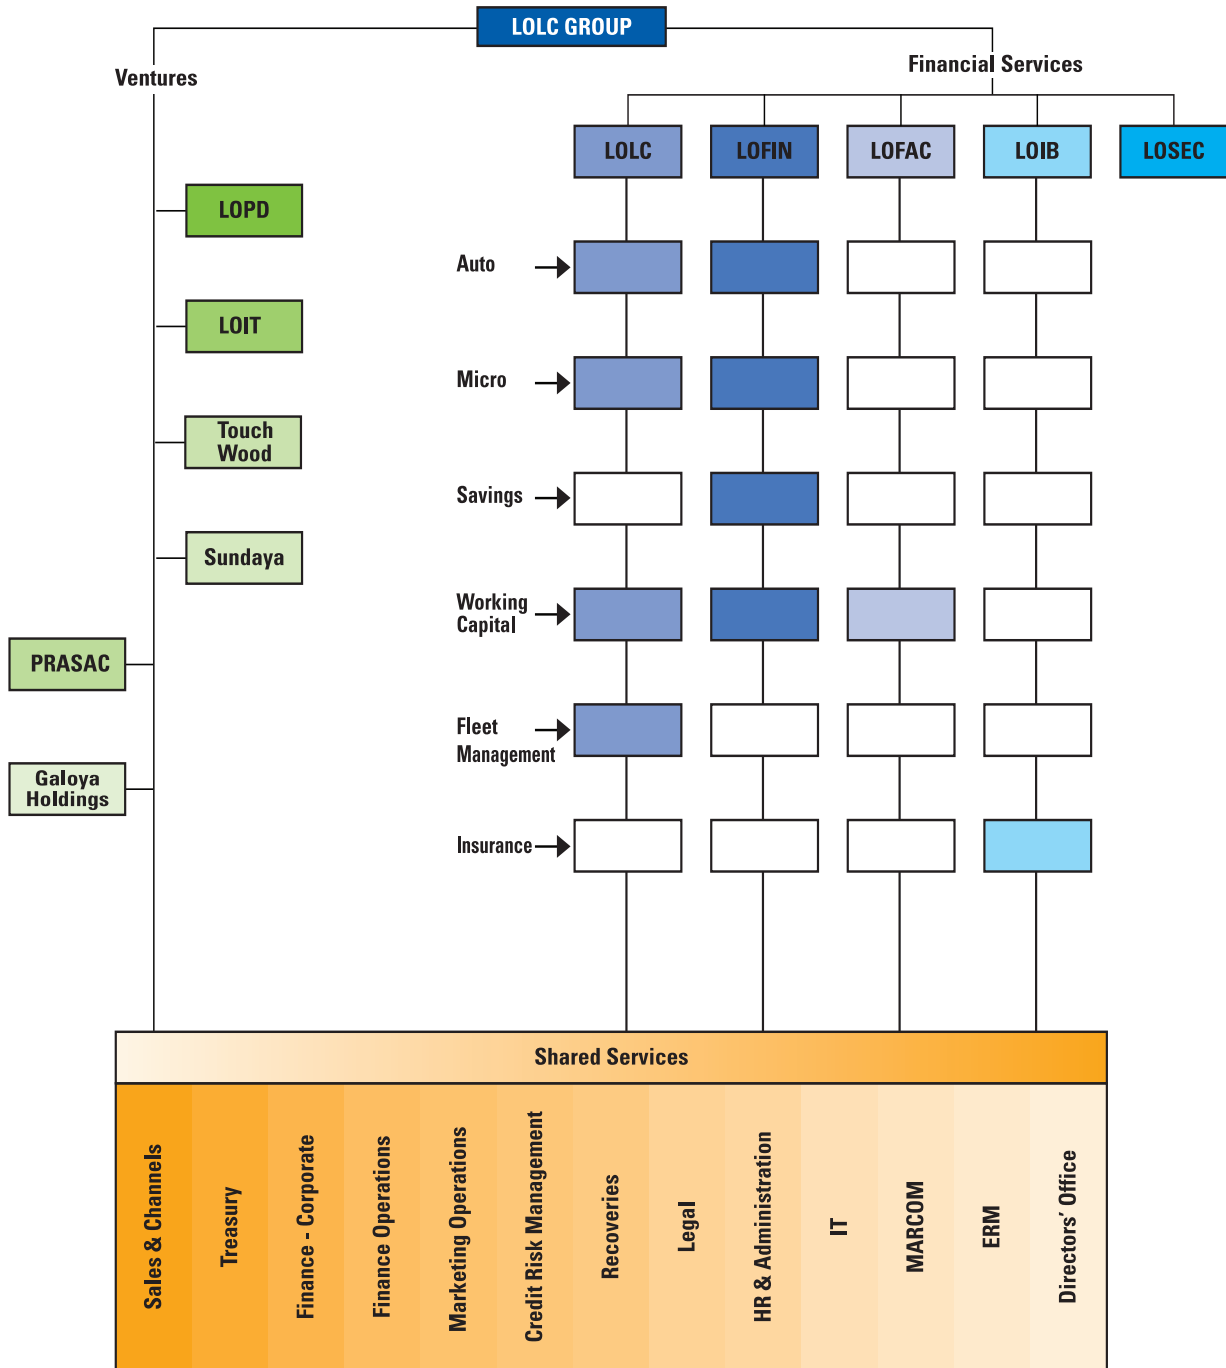 LOLC GROUP
Ventures
Financial Services
LOLC
LOFIN
LOFAC
LOIB
LOSEC
LOPD
LOIT
Touch
Wood
Sundaya
PRASAC
Galoya
Holdings
Auto
Micro
Savings
Working
Capital
Fleet
Management
Insurance
Shared Services
Sales & Channels
Treasury
Finance - Corporate
Finance Operations
Marketing Operations
Credit Risk Management
Recoveries
Legal
HR & Administration
IT
MARCOM
ERM
Directors' Office